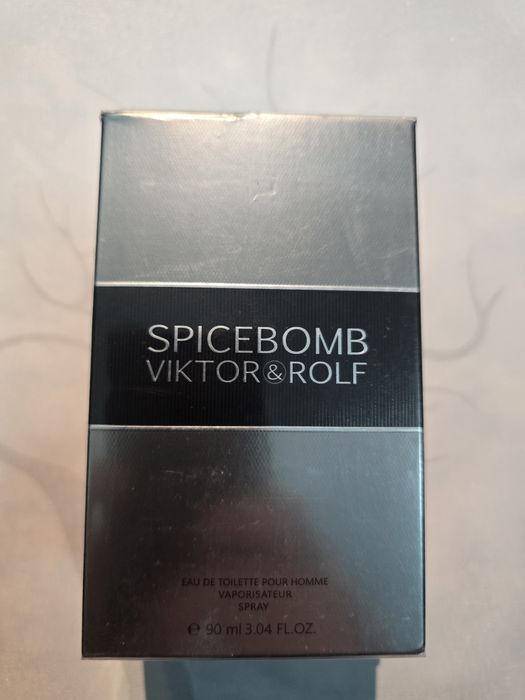 SPICEBOMB
VIKTOR&ROLF
EAU DE TOILETTE POUR HOMME
VAPORISATEUR
SPRAY
℮ 90 ml 3.04 FL.OZ.